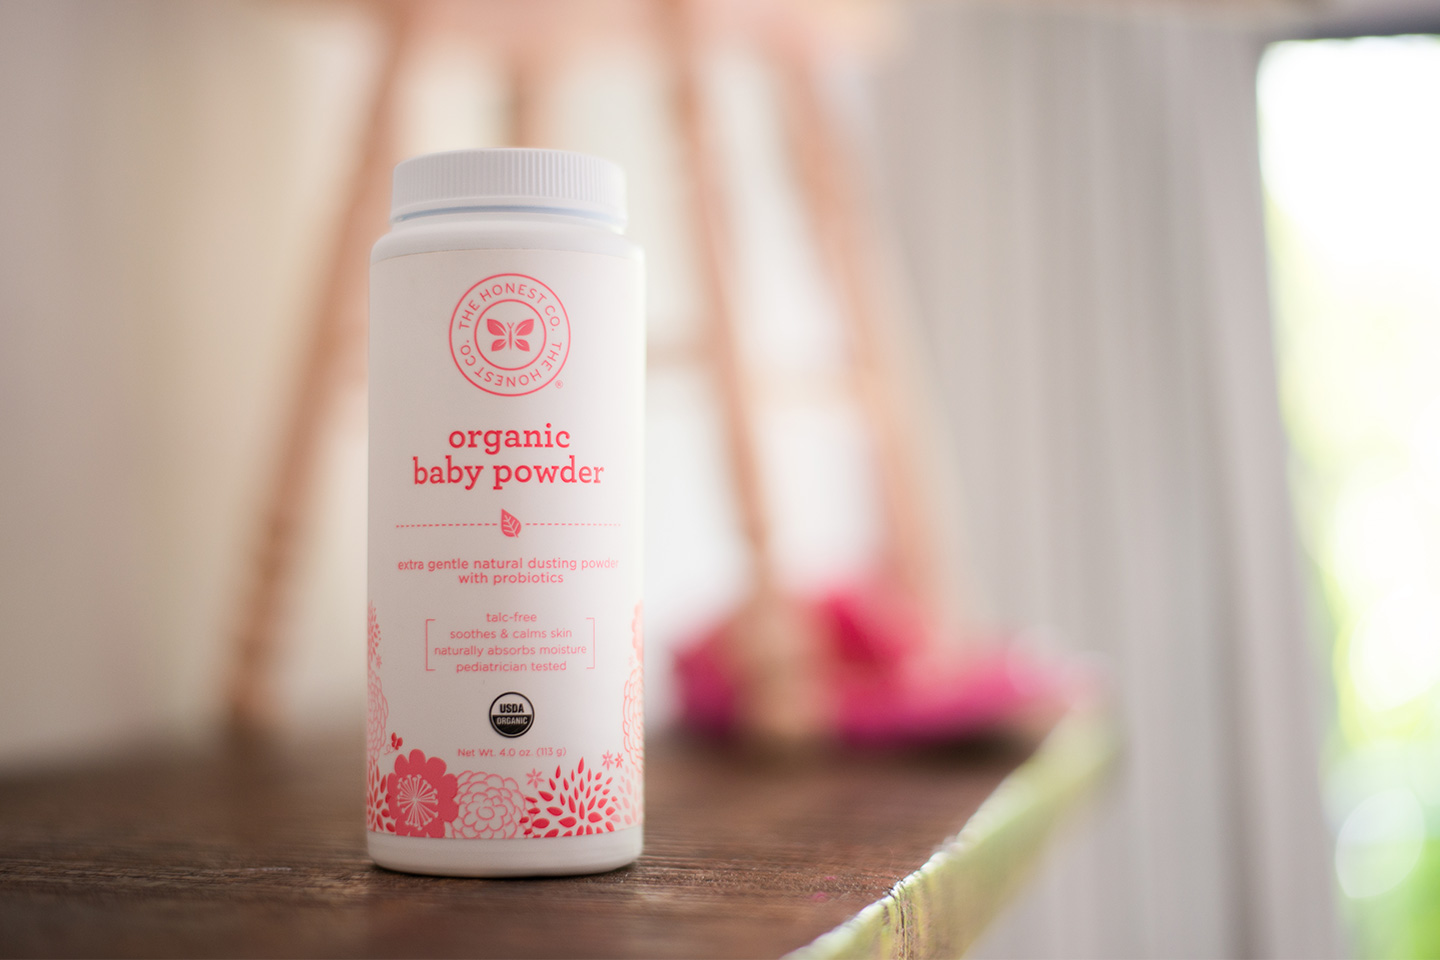 THE HONEST CO. THE HONEST CO.
®
organic
baby powder
extra gentle natural dusting powder
with probiotics
talc-free
soothes & calms skin
naturally absorbs moisture
pediatrician tested
USDA
ORGANIC
Net Wt. 4.0 oz. (113 g)